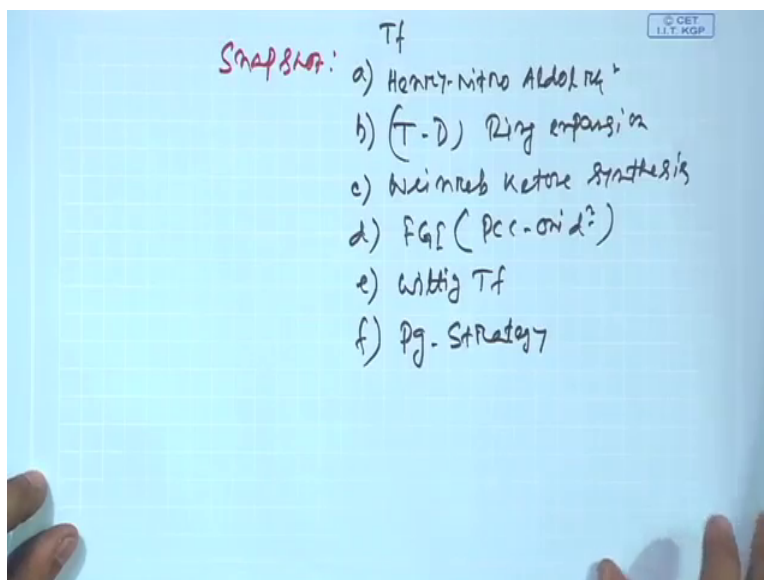 Tf
© CET
I.I.T. KGP
Snapshot:
a) Henry-nitro Aldol rxn
b) (T-D) Ring expansion
c) Weinreb Ketone synthesis
d) FGI (PCC-oxidn)
e) Wittig Tf
f) Pg-Strategy